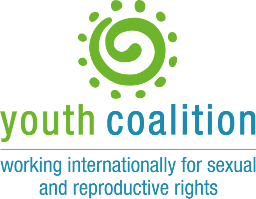 youth coalition
working internationally for sexual
and reproductive rights